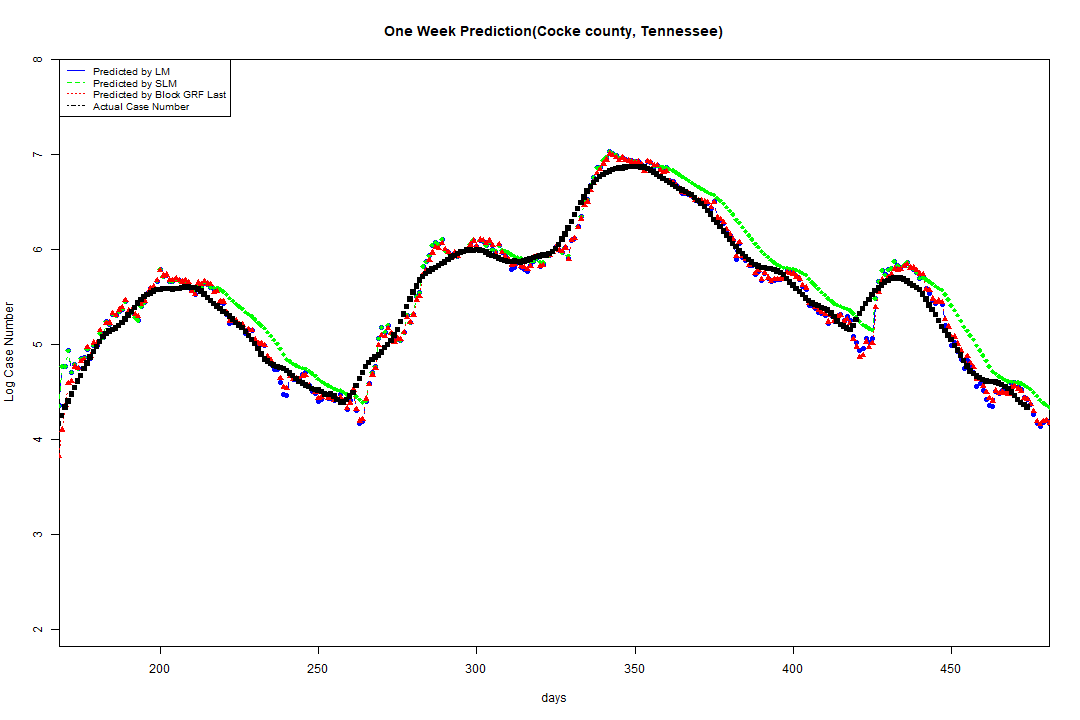 One Week Prediction(Cocke county, Tennessee)
Predicted by LM
Predicted by SLM
Predicted by Block GRF Last
Actual Case Number
8
7
6
5
4
3
2
Log Case Number
200 250 300 350 400 450
days